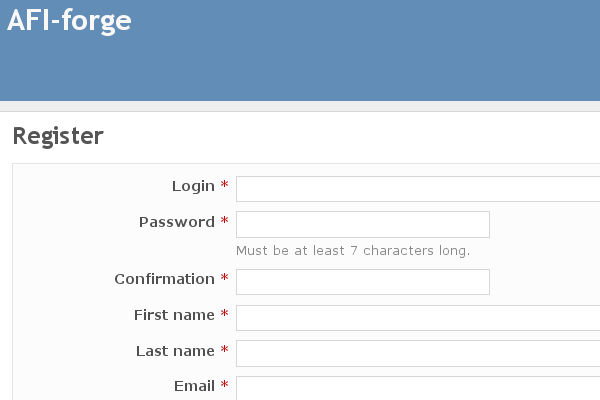 AFI-forge
Register
Login *
Password *
Must be at least 7 characters long.
Confirmation *
First name *
Last name *
Email *